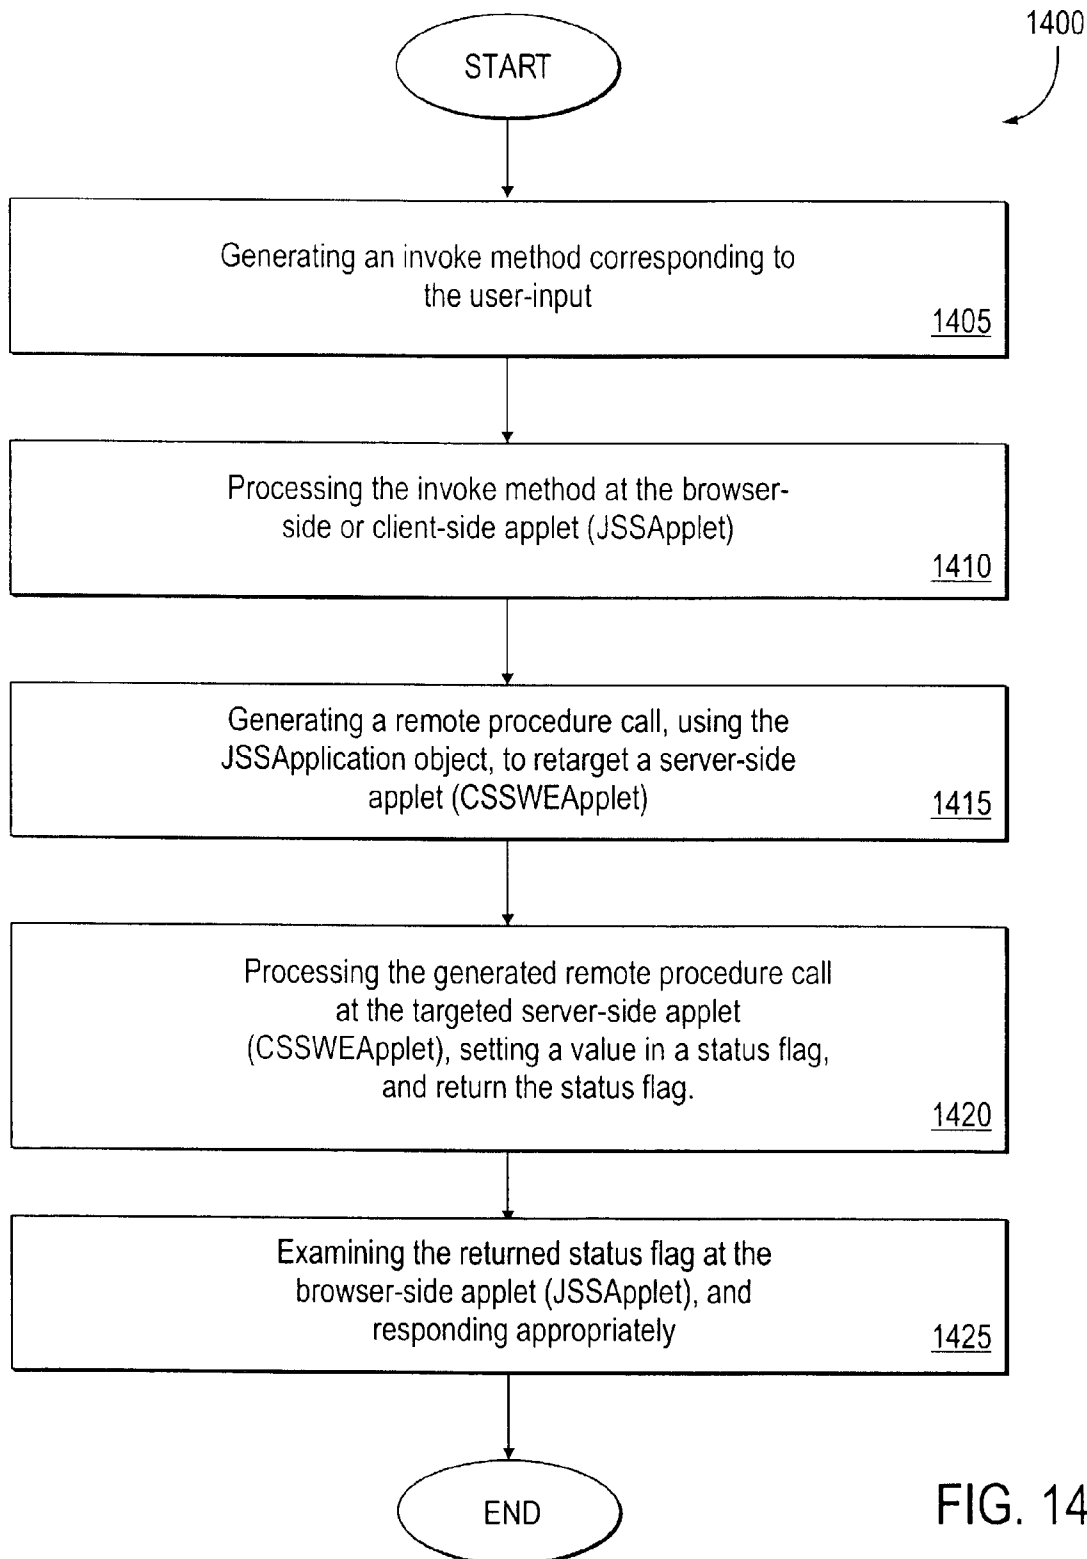 1400
START
Generating an invoke method corresponding to
the user-input
1405
Processing the invoke method at the browser-
side or client-side applet (JSSApplet)
1410
Generating a remote procedure call, using the
JSSApplication object, to retarget a server-side
applet (CSSWEApplet)
1415
Processing the generated remote procedure call
at the targeted server-side applet
(CSSWEApplet), setting a value in a status flag,
and return the status flag.
1420
Examining the returned status flag at the
browser-side applet (JSSApplet), and
responding appropriately
1425
END
FIG. 14